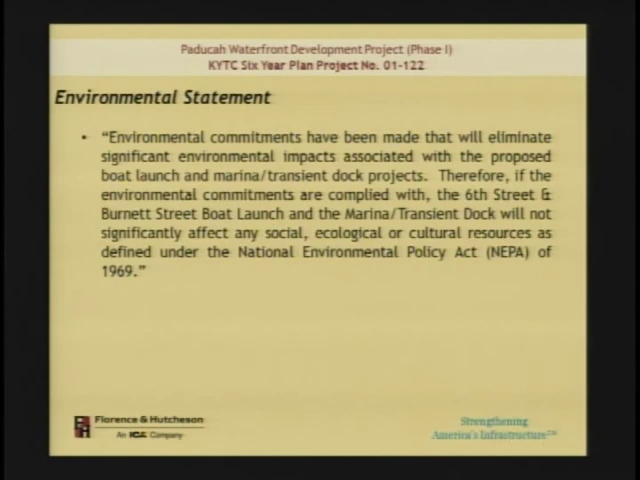 Paducah Waterfront Development Project (Phase I)
KYTC Six Year Plan Project No. 01-122
Environmental Statement
• “Environmental commitments have been made that will eliminate
significant environmental impacts associated with the proposed
boat launch and marina/transient dock projects. Therefore, if the
environmental commitments are complied with, the 6th Street &
Burnett Street Boat Launch and the Marina/Transient Dock will not
significantly affect any social, ecological or cultural resources as
defined under the National Environmental Policy Act (NEPA) of
1969.”
Florence & Hutcheson
An ICA Company
Strengthening
America's Infrastructure™